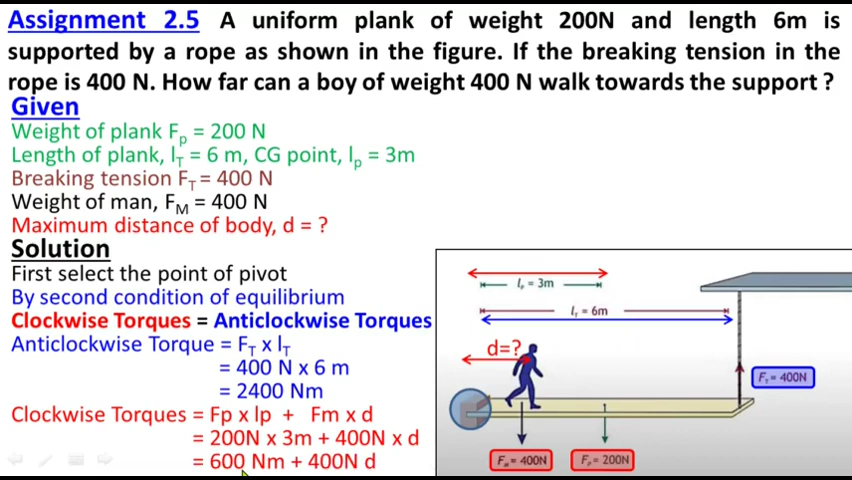 Assignment 2.5 A uniform plank of weight 200N and length 6m is
supported by a rope as shown in the figure. If the breaking tension in the
rope is 400 N. How far can a boy of weight 400 N walk towards the support ?
Given
Weight of plank Fp = 200 N
Length of plank, lT = 6 m, CG point, lp = 3m
Breaking tension FT = 400 N
Weight of man, FM = 400 N
Maximum distance of body, d = ?
Solution
First select the point of pivot
By second condition of equilibrium
Clockwise Torques = Anticlockwise Torques
Anticlockwise Torque = FT x lT
= 400 N x 6 m
= 2400 Nm
Clockwise Torques = Fp x lp + Fm x d
= 200N x 3m + 400N x d
= 600 Nm + 400N d
lP = 3m
lT = 6m
d=?
FT = 400N
FM = 400N
FP = 200N